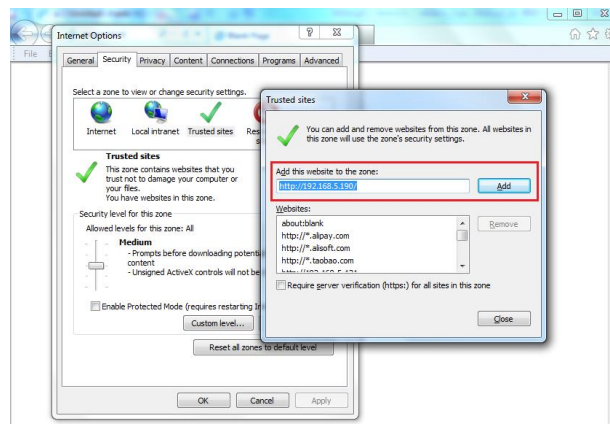 Internet Options
File
General Security Privacy Content Connections Programs Advanced
Select a zone to view or change security settings.
Internet Local intranet Trusted sites
Trusted sites
This zone contains websites that you
trust not to damage your computer or
your files.
You have websites in this zone.
Security level for this zone
Allowed levels for this zone: All
Medium
- Prompts before downloading
content
- Unsigned ActiveX controls will not be
Enable Protected Mode (requires restarting
Custom level...
Reset all zones to default level
OK Cancel Apply
Trusted sites
You can add and remove websites from this zone. All websites in
this zone will use the zone's security settings.
Add this website to the zone:
http://192.168.5.190/ Add
Websites:
about:blank Remove
http://*.alipay.com
http://*.alisoft.com
http://*.taobao.com
Require server verification (https:) for all sites in this zone
Close